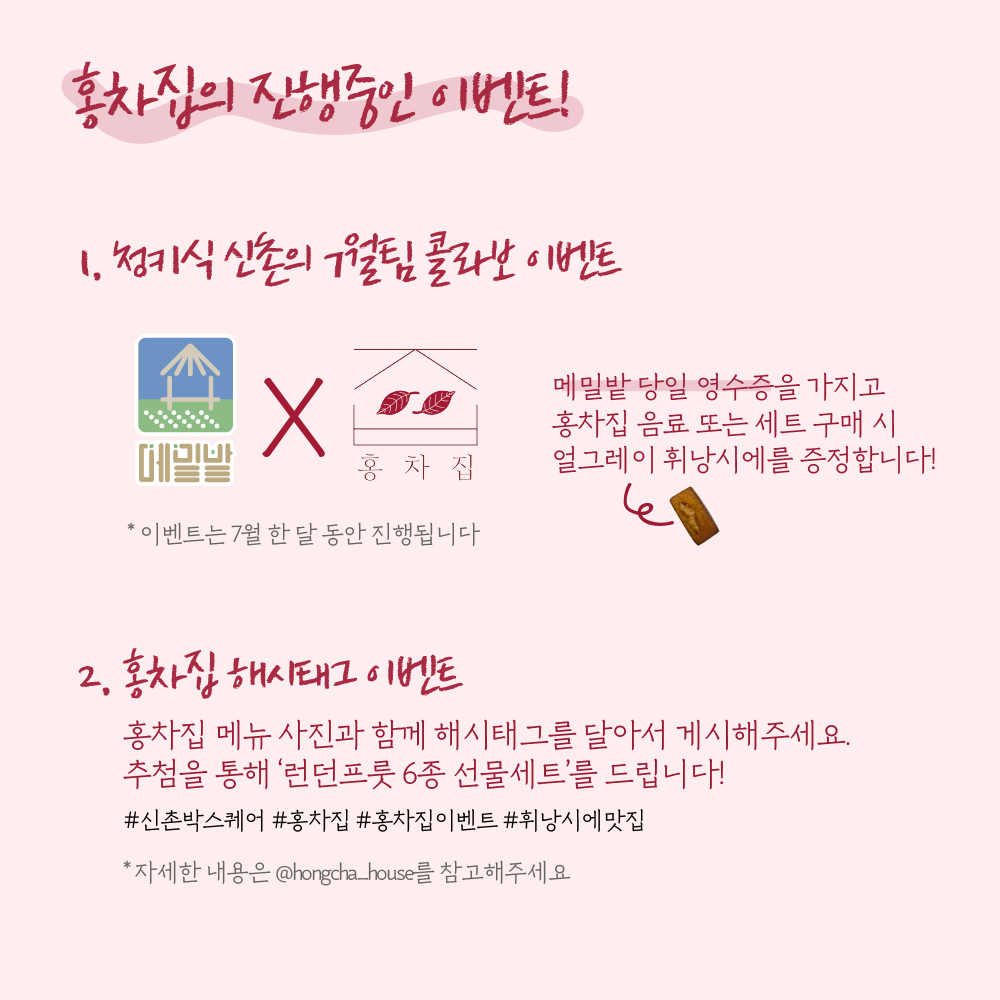 홍차집의 진행중인 이벤트!
1. 청키식 신촌의 7월팀 콜라보 이벤트
메밀밭
X
홍 차 집
메밀밭 당일 영수증을 가지고
홍차집 음료 또는 세트 구매 시
얼그레이 휘낭시에를 증정합니다!
* 이벤트는 7월 한 달 동안 진행됩니다
2. 홍차집 해시태그 이벤트
홍차집 메뉴 사진과 함께 해시태그를 달아서 게시해주세요.
추첨을 통해 '런던프룻 6종 선물세트'를 드립니다!
#신촌박스퀘어 #홍차집 #홍차집이벤트 #휘낭시에맛집
* 자세한 내용은 @hongcha_house를 참고해주세요